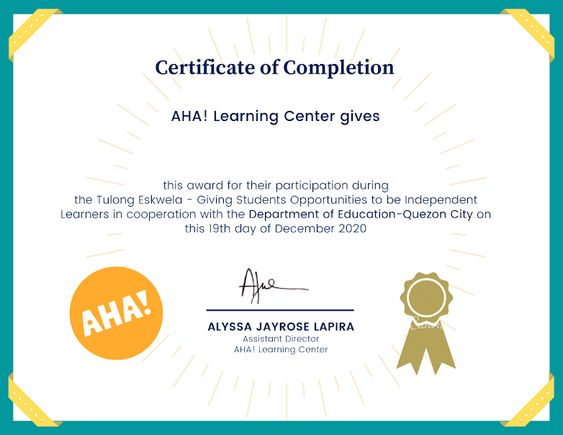 Certificate of Completion
AHA! Learning Center gives
this award for their participation during
the Tulong Eskwela - Giving Students Opportunities to be Independent
Learners in cooperation with the Department of Education-Quezon City on
this 19th day of December 2020
AHA!
ALYSSA JAYROSE LAPIRA
Assistant Director
AHA! Learning Center
Canva